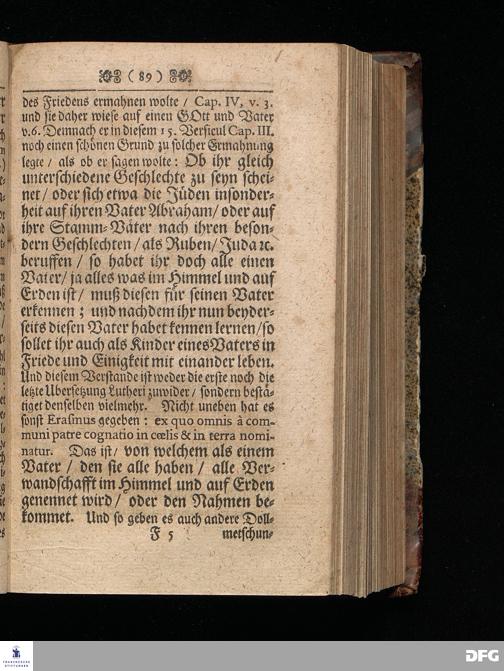 ( 89 )
des Friedens ermahnen wolte / Cap. IV, v. 3.
und sie daher wiese auf einen GOtt und Vater
v. 6. Demnach er in diesem 15. Versicul Cap. III.
noch einen schönen Grund zu solcher Ermahnung
legte / als ob er sagen wolte: Ob ihr gleich
unterschiedene Geschlechte zu seyn schei-
net / oder sich etwa die Jüden insonder-
heit auf ihren Vater Abraham / oder auf
ihre Stamm-Väter nach ihren beson-
dern Geschlechten / als Ruben / Juda ꝛc.
beruffen / so habet ihr doch alle einen
Vater / ja alles was im Himmel und auf
Erden ist / muß diesen für seinen Vater
erkennen; und nachdem ihr nun beyder-
seits diesen Vater habet kennen lernen / so
sollet ihr auch als Kinder eines Vaters in
Friede und Einigkeit mit einander leben.
Und diesem Verstande ist weder die erste noch die
letzte Ubersetzung Lutheri zuwider / sondern bestä-
tiget denselben vielmehr. Nicht uneben hat es
sonst Erasmus gegeben: ex quo omnis à com-
muni patre cognatio in cœlis & in terra nomi-
natur. Das ist / von welchem als einem
Vater / den sie alle haben / alle Ver-
wandschafft im Himmel und auf Erden
genennet wird / oder den Nahmen be-
kommet. Und so geben es auch andere Doll-
F 5 metschun-
FRANCKESCHE
STIFTUNGEN
DFG